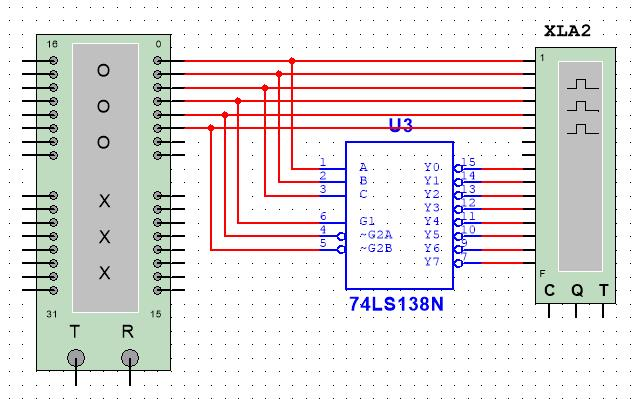 XLA2
16 0
1
O
O
O
U3
1 A Y0 15
2 B Y1 14
3 C Y2 13
Y3 12
6 G1 Y4 11
4 ~G2A Y5 10
5 ~G2B Y6 9
Y7 7
X
X
X
F
C Q T
74LS138N
31 15
T R